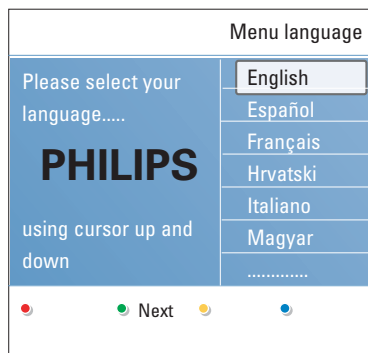 Menu language
Please select your
language.....
PHILIPS
using cursor up and
down
English
Español
Français
Hrvatski
Italiano
Magyar
.............
Next